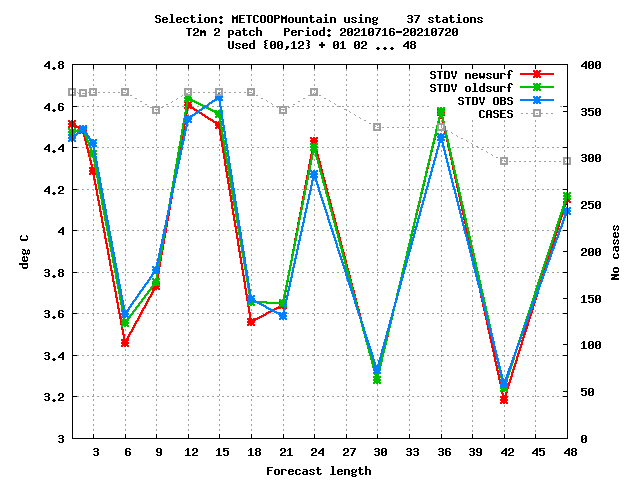 Selection: METCOOPMountain using    37 stations
T2m 2 patch   Period: 20210716-20210720
Used {00,12} + 01 02 ... 48
STDV newsurf
STDV oldsurf
STDV OBS
CASES
deg C
4.8
4.6
4.4
4.2
4
3.8
3.6
3.4
3.2
3
No cases
400
350
300
250
200
150
100
50
0
3 6 9 12 15 18 21 24 27 30 33 36 39 42 45 48
Forecast length